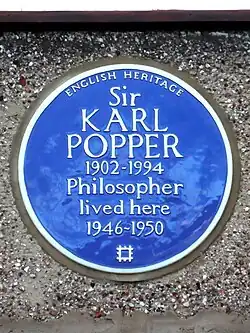 ENGLISH HERITAGE
Sir
KARL
POPPER
1902-1994
Philosopher
lived here
1946-1950